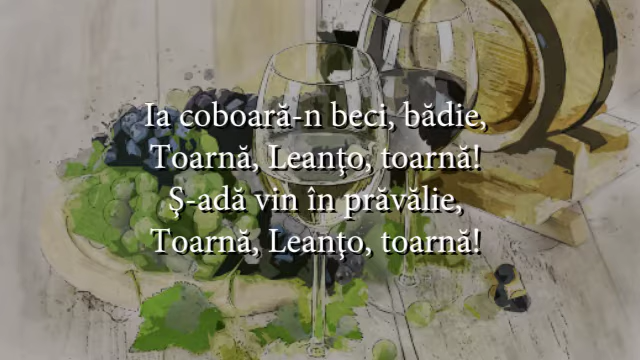 Ia coboară-n beci, bădie,
Toarnă, Leanţo, toarnă!
Ş-adă vin în prăvălie,
Toarnă, Leanţo, toarnă!